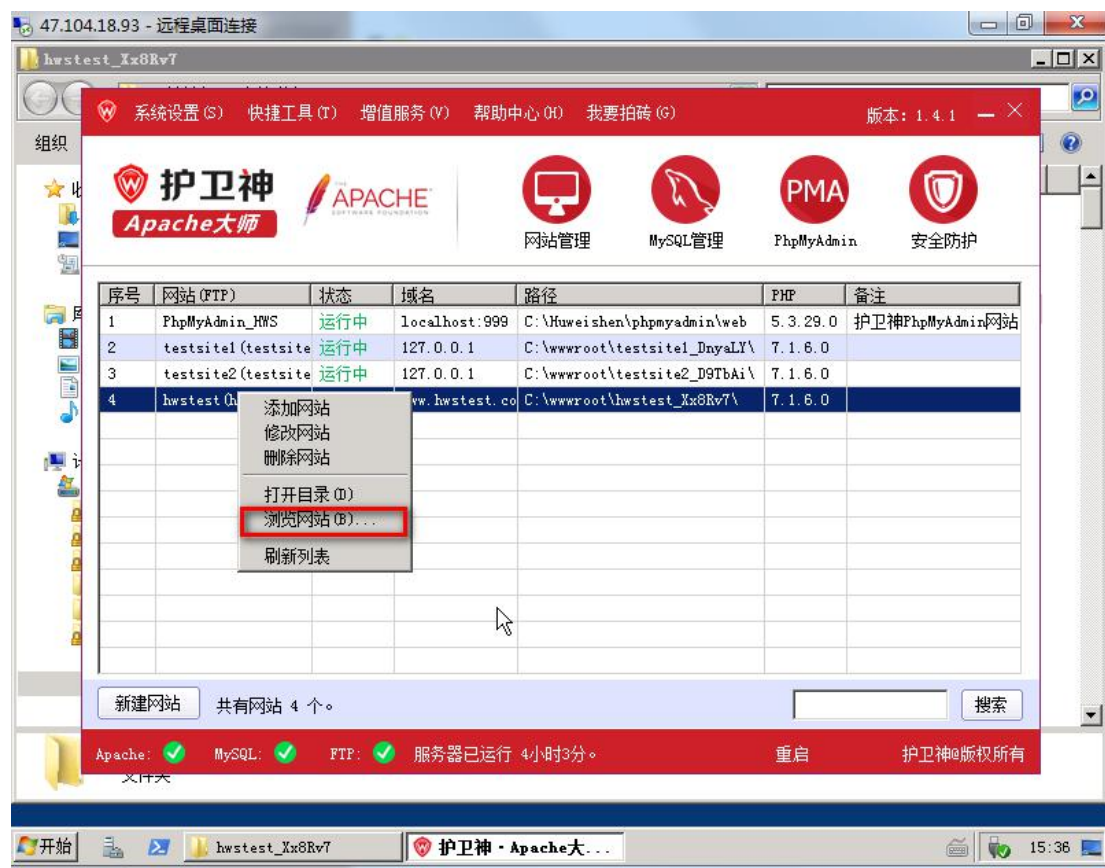 47.104.18.93 - 远程桌面连接
hwstest_Xx8Rv7
系统设置(S) 快捷工具(T) 增值服务(V) 帮助中心(H) 我要拍砖(G) 版本: 1.4.1
组织
护卫神
Apache大师
THE
APACHE
SOFTWARE FOUNDATION
PMA
网站管理 MySQL管理 PhpMyAdmin 安全防护
序号 网站(FTP) 状态 域名 路径 PHP 备注
1 PhpMyAdmin_HWS 运行中 localhost:999 C:\Huweishen\phpmyadmin\web 5.3.29.0 护卫神PhpMyAdmin网站
2 testsite1(testsite 运行中 127.0.0.1 C:\wwwroot\testsite1_DnyaLY\ 7.1.6.0
3 testsite2(testsite 运行中 127.0.0.1 C:\wwwroot\testsite2_D9TbAi\ 7.1.6.0
4 hwstest(h ww.hwstest.co C:\wwwroot\hwstest_Xx8Rv7\ 7.1.6.0
添加网站
修改网站
删除网站
打开目录(D)
浏览网站(B)...
刷新列表
新建网站 共有网站 4 个。 搜索
Apache: MySQL: FTP: 服务器已运行 4小时3分。 重启 护卫神@版权所有
文件夹
开始 hwstest_Xx8Rv7 护卫神·Apache大... 15:36